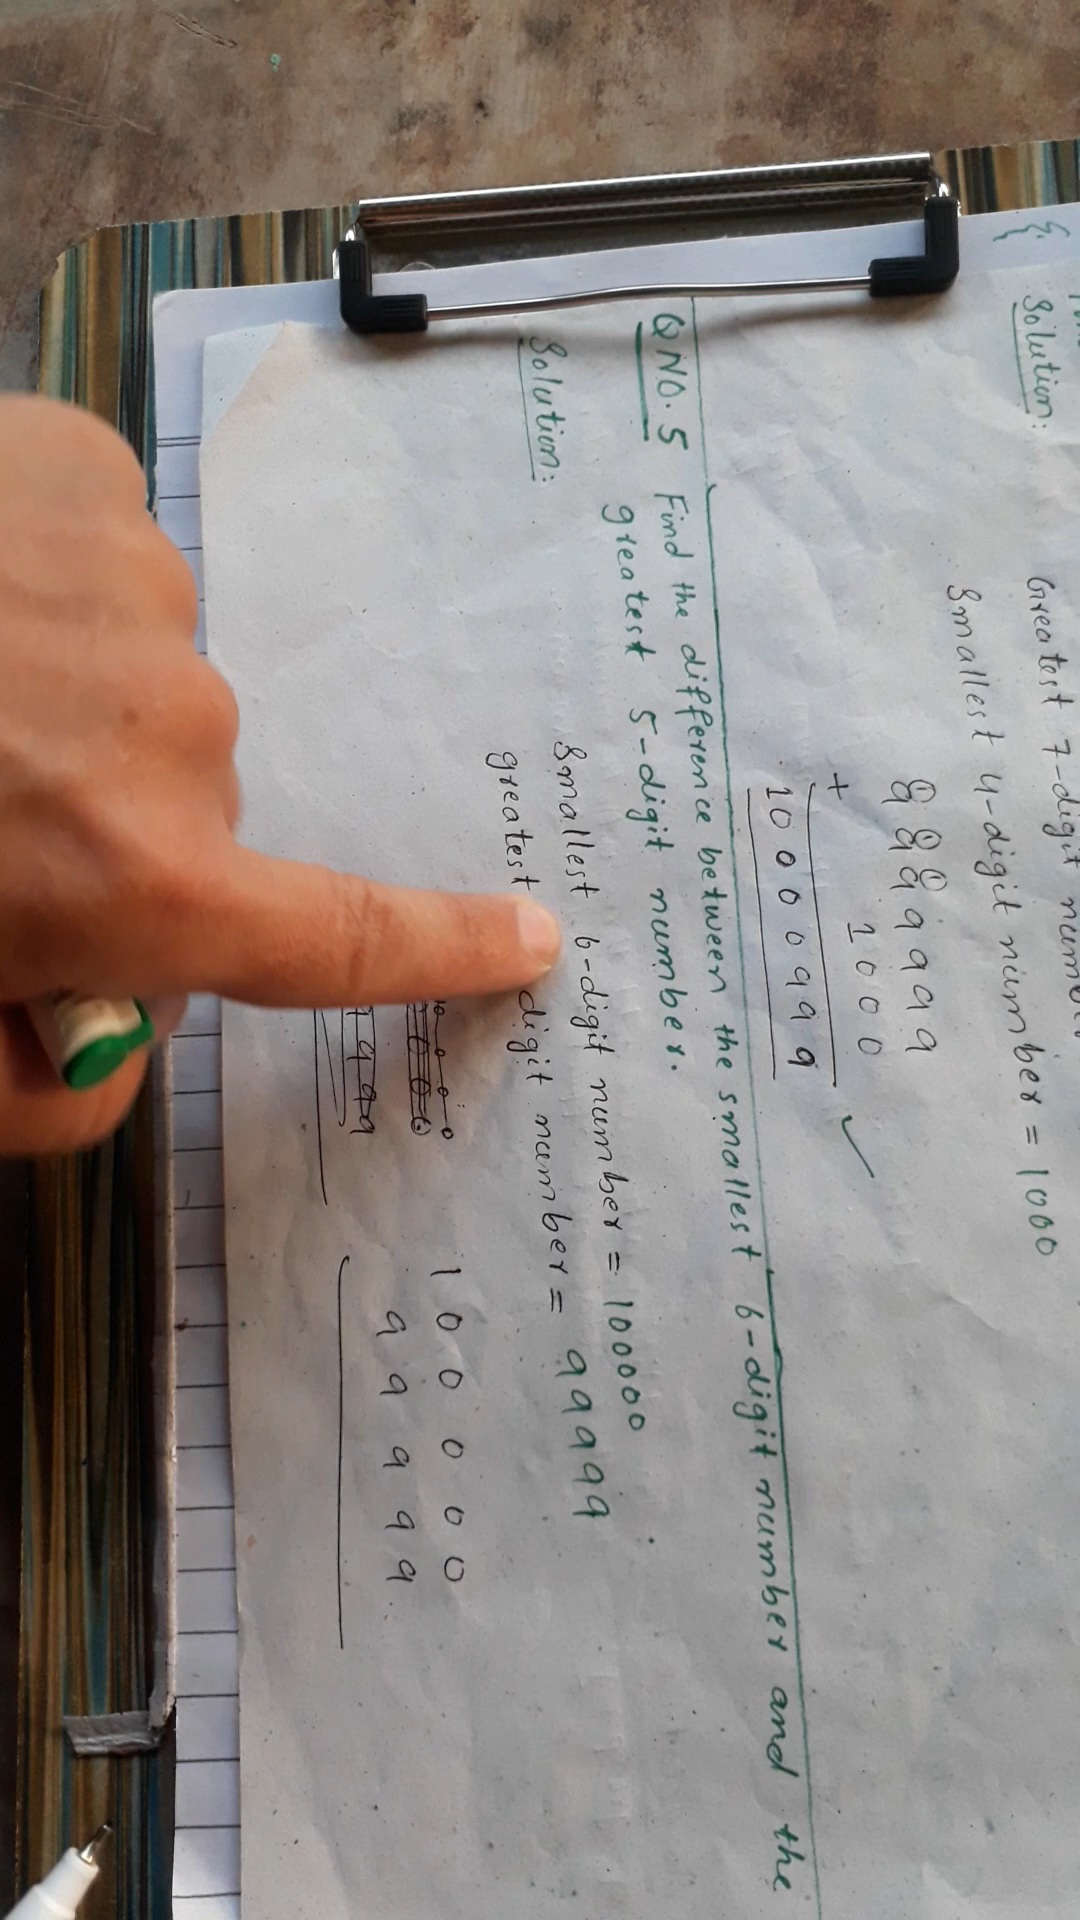 Solution:
Greatest 7-digit number
Smallest 4-digit number = 1000
9999999
1000
+
10000999
Q NO. 5 Find the difference between the smallest 6-digit number and the
greatest 5-digit number.
Solution:
Smallest 6-digit number = 100000
greatest digit number = 99999
100000
99999